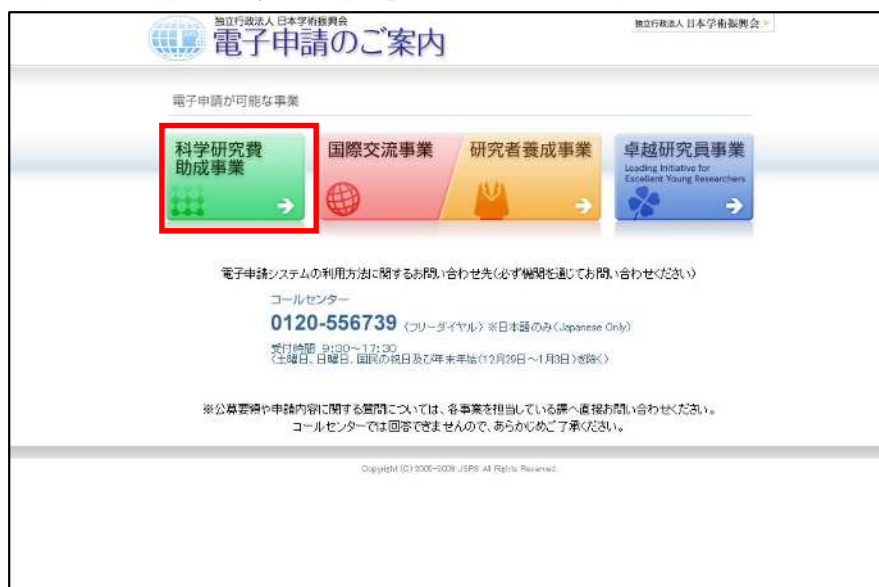 独立行政法人 日本学術振興会
電子申請のご案内
独立行政法人 日本学術振興会
電子申請が可能な事業
科学研究費
助成事業
国際交流事業
研究者養成事業
卓越研究員事業
Leading Initiative for
Excellent Young Researchers
電子申請システムの利用方法に関するお問い合わせ先(必ず機関を通じてお問い合わせください)
コールセンター
0120-556739 (フリーダイヤル) ※日本語のみ(Japanese Only)
受付時間 9:30~17:30
(土曜日、日曜日、国民の祝日及び年末年始(12月29日~1月3日)を除く)
※公募要領や申請内容に関する質問については、各事業を担当している課へ直接お問い合わせください。
コールセンターでは回答できませんので、あらかじめご了承ください。
Copyright (C) 2005-2008 JSPS All Rights Reserved.